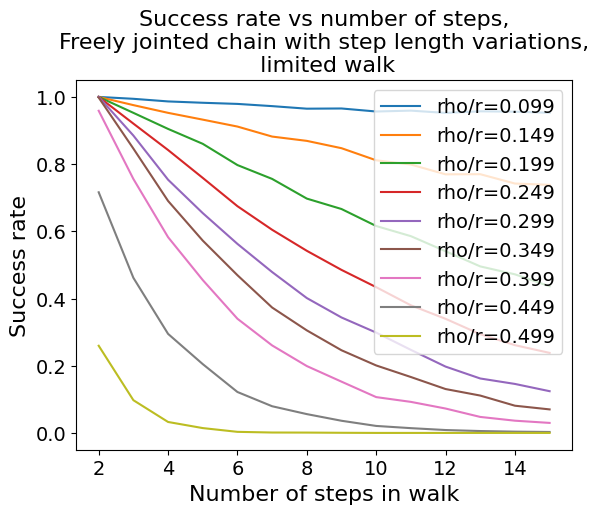 Success rate vs number of steps,
Freely jointed chain with step length variations,
limited walk
1.0
0.8
0.6
0.4
0.2
0.0
Success rate
rho/r=0.099
rho/r=0.149
rho/r=0.199
rho/r=0.249
rho/r=0.299
rho/r=0.349
rho/r=0.399
rho/r=0.449
rho/r=0.499
2 4 6 8 10 12 14
Number of steps in walk